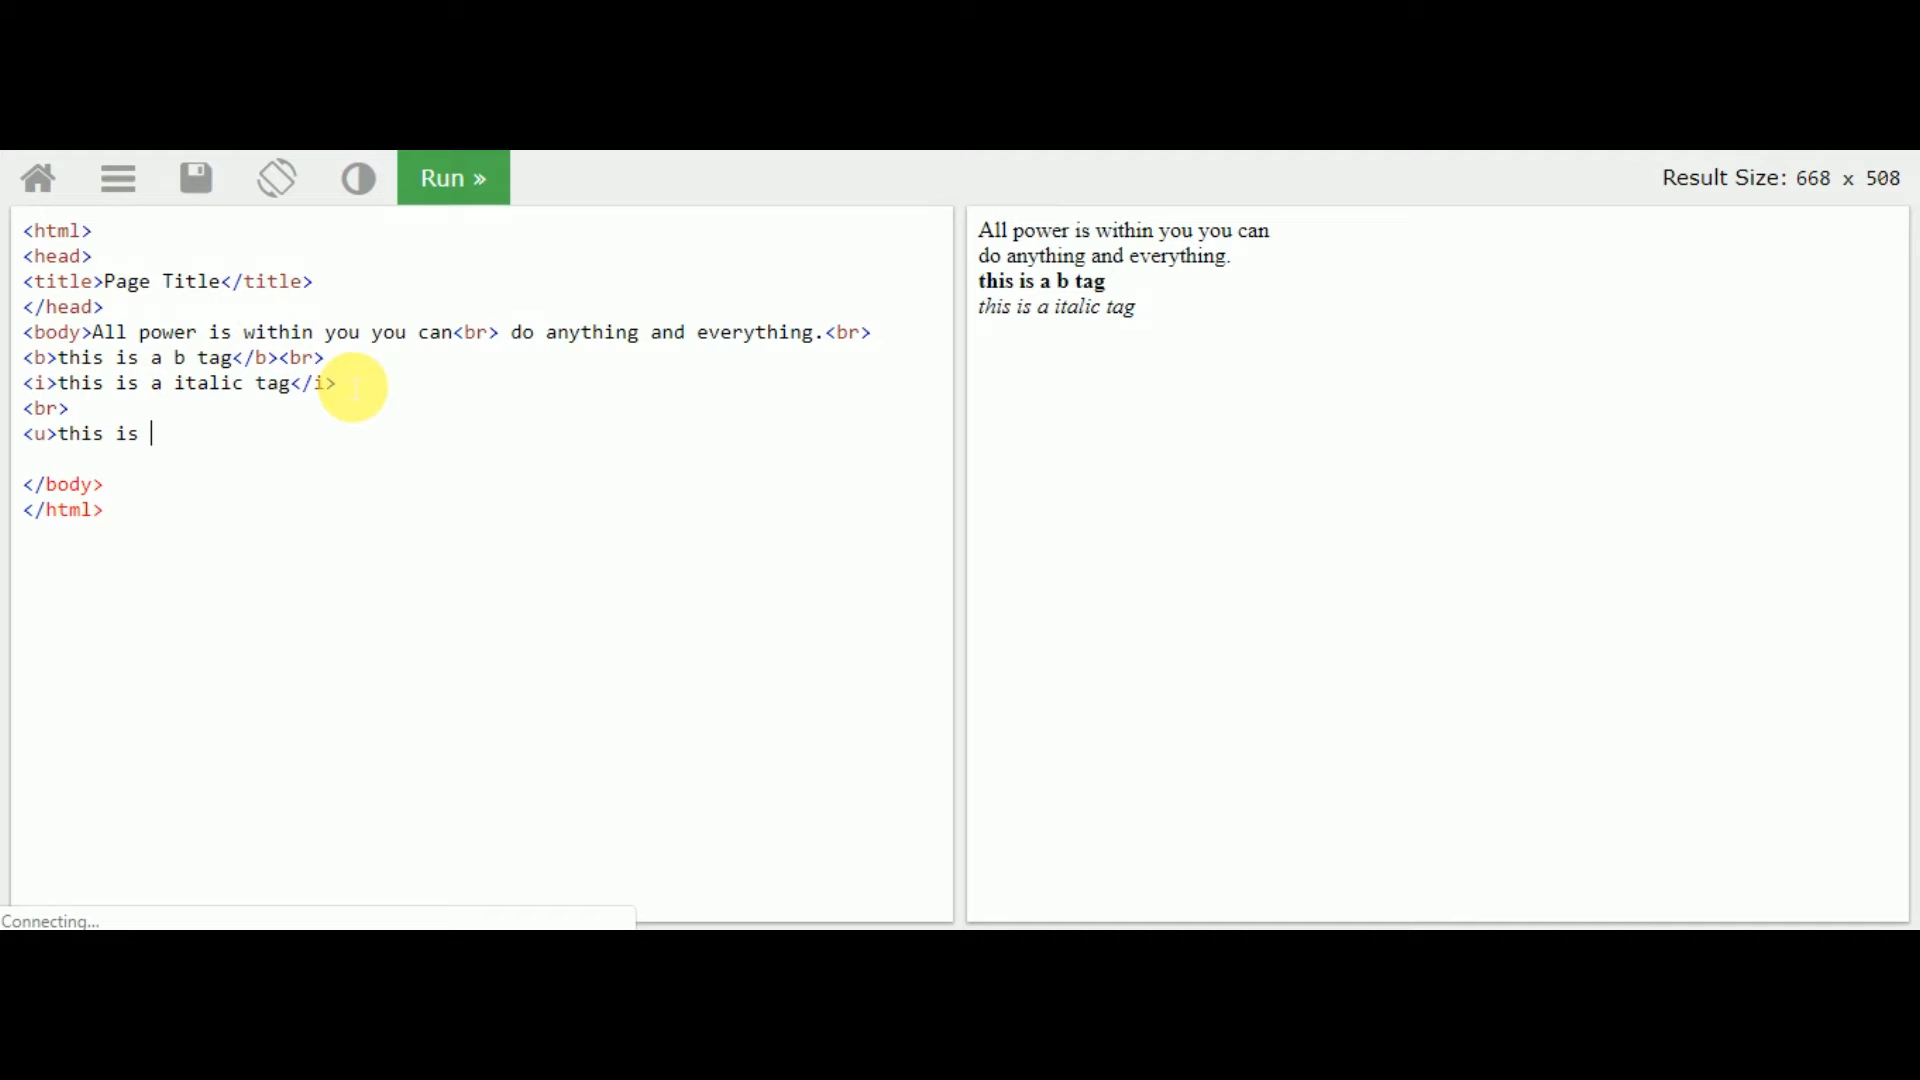 Run »
Result Size: 668 x 508
<html>
<head>
<title>Page Title</title>
</head>
<body>All power is within you you can<br> do anything and everything.<br>
<b>this is a b tag</b><br>
<i>this is a italic tag</i>
<br>
<u>this is
</body>
</html>
All power is within you you can
do anything and everything.
this is a b tag
this is a italic tag
Connecting...